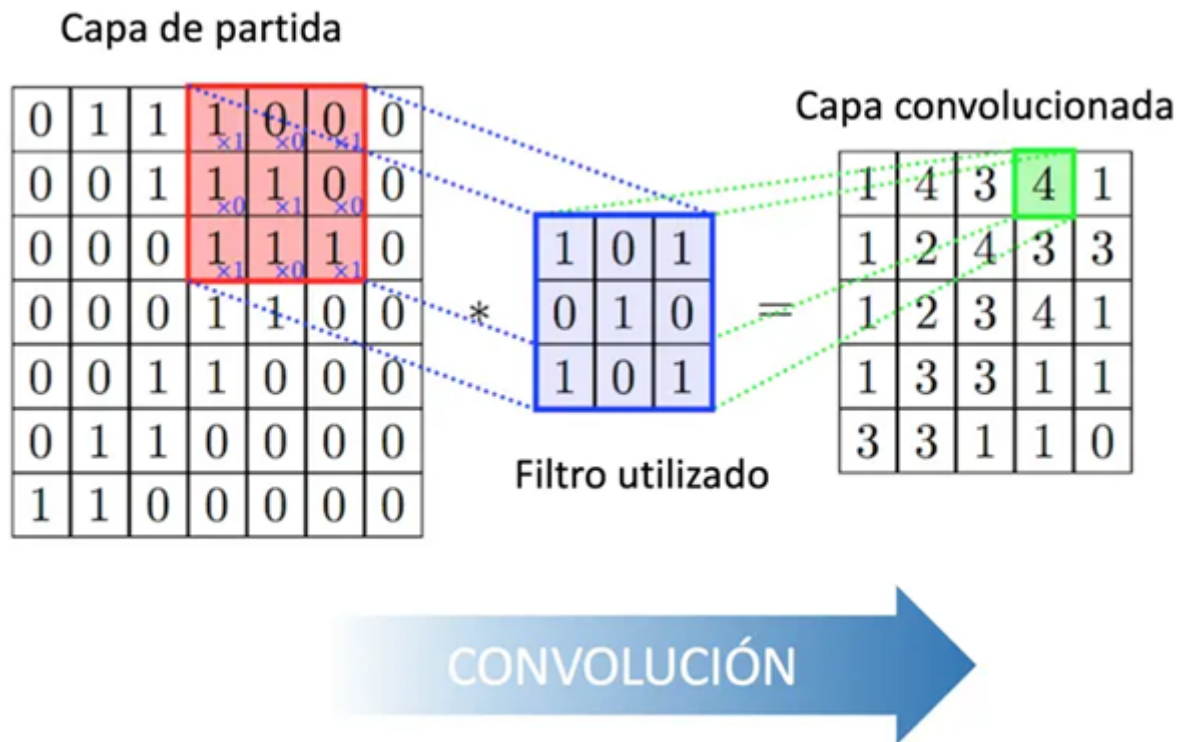 Capa de partida
0 1 1 1×1 0×0 0×1 0
0 0 1 1×0 1×1 0×0 0
0 0 0 1×1 1×0 1×1 0
0 0 0 1 1 0 0
0 0 1 1 0 0 0
0 1 1 0 0 0 0
1 1 0 0 0 0 0
*
1 0 1
0 1 0
1 0 1
Filtro utilizado
=
Capa convolucionada
1 4 3 4 1
1 2 4 3 3
1 2 3 4 1
1 3 3 1 1
3 3 1 1 0
CONVOLUCIÓN